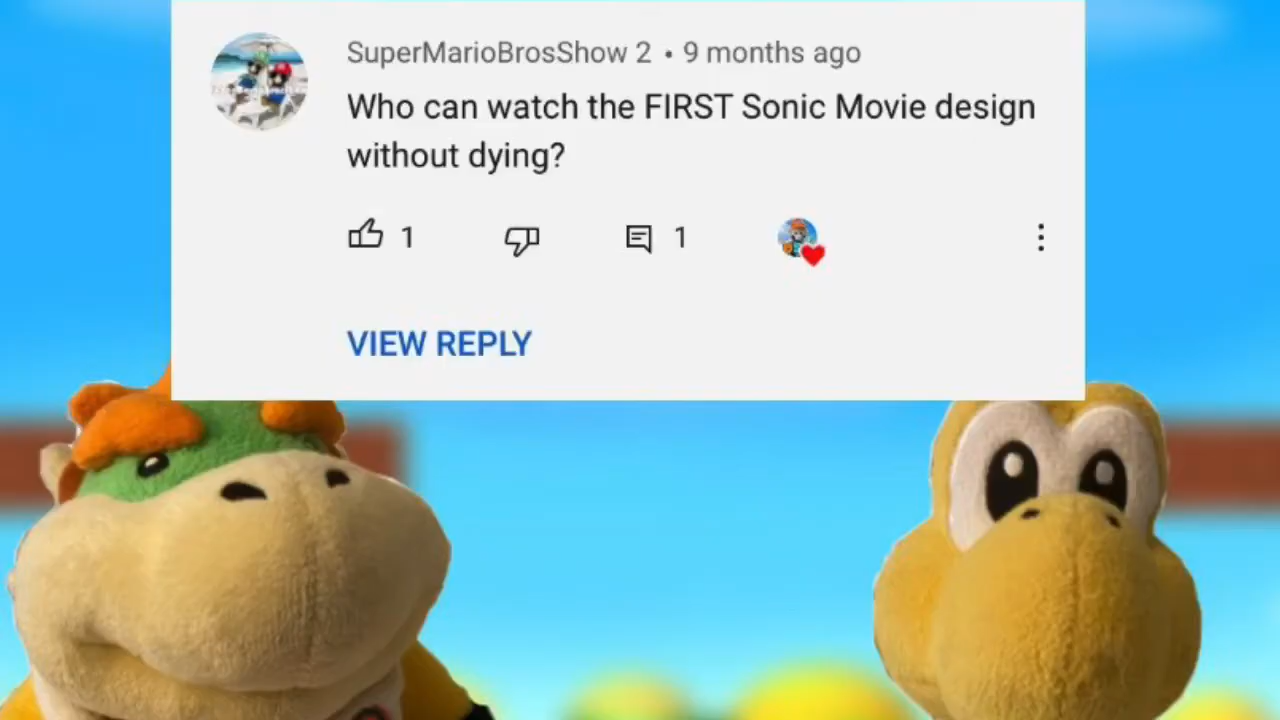 SuperMarioBrosShow 2 • 9 months ago
Who can watch the FIRST Sonic Movie design
without dying?
1 1
VIEW REPLY